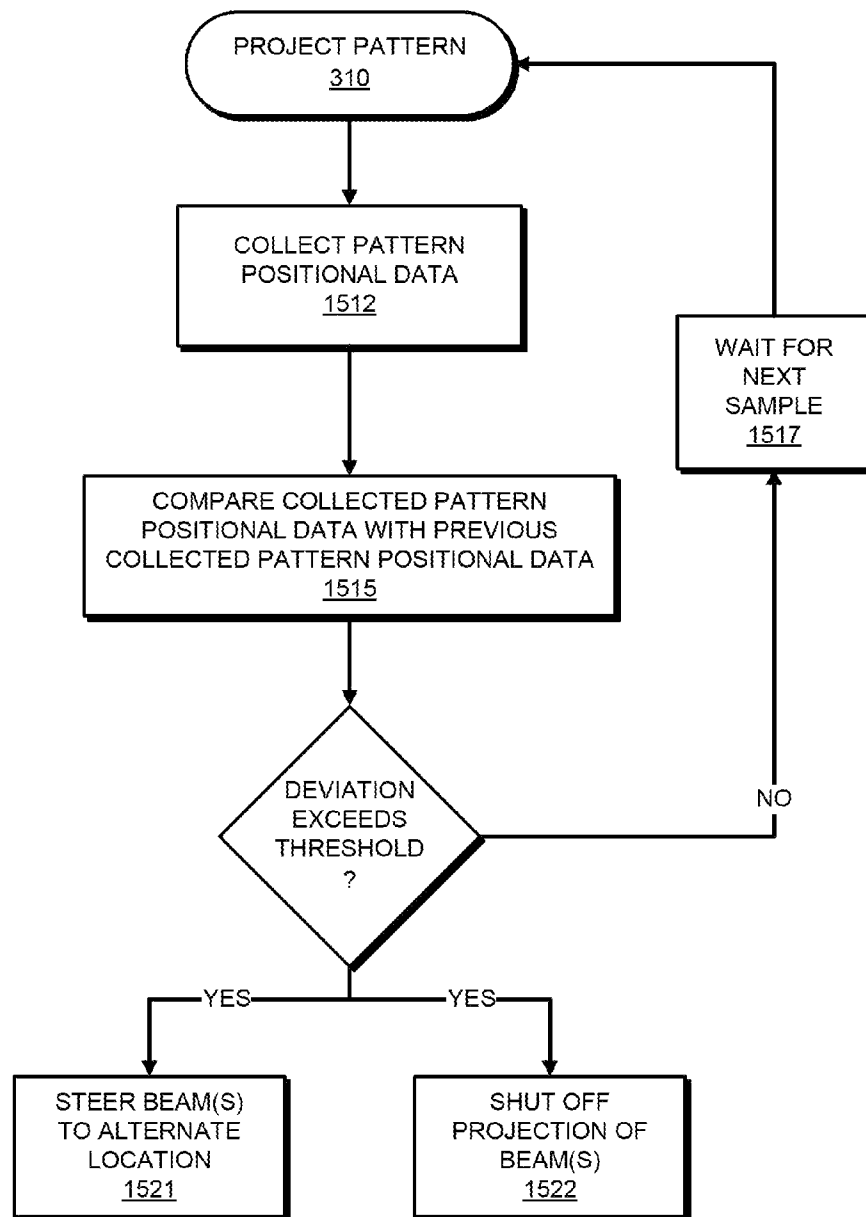 PROJECT PATTERN
310
COLLECT PATTERN
POSITIONAL DATA
1512
WAIT FOR
NEXT
SAMPLE
1517
COMPARE COLLECTED PATTERN
POSITIONAL DATA WITH PREVIOUS
COLLECTED PATTERN POSITIONAL DATA
1515
DEVIATION
EXCEEDS
THRESHOLD
?
NO
YES
YES
STEER BEAM(S)
TO ALTERNATE
LOCATION
1521
SHUT OFF
PROJECTION OF
BEAM(S)
1522